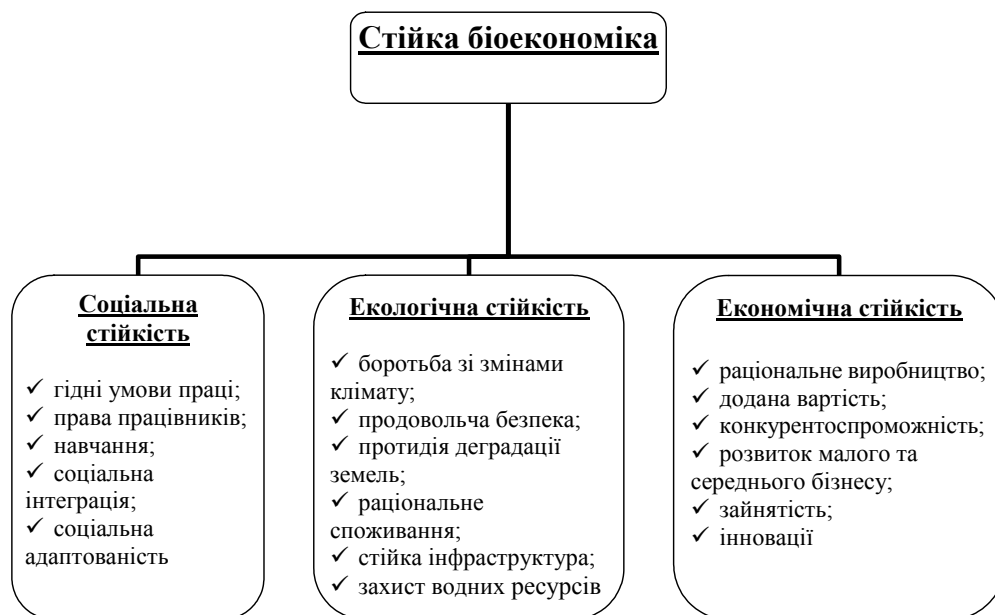 Стійка біоекономіка
Соціальна
стійкість
✓ гідні умови праці;
✓ права працівників;
✓ навчання;
✓ соціальна
інтеграція;
✓ соціальна
адаптованість
Екологічна стійкість
✓ боротьба зі змінами
клімату;
✓ продовольча безпека;
✓ протидія деградації
земель;
✓ раціональне
споживання;
✓ стійка інфраструктура;
✓ захист водних ресурсів
Економічна стійкість
✓ раціональне виробництво;
✓ додана вартість;
✓ конкурентоспроможність;
✓ розвиток малого та
середнього бізнесу;
✓ зайнятість;
✓ інновації